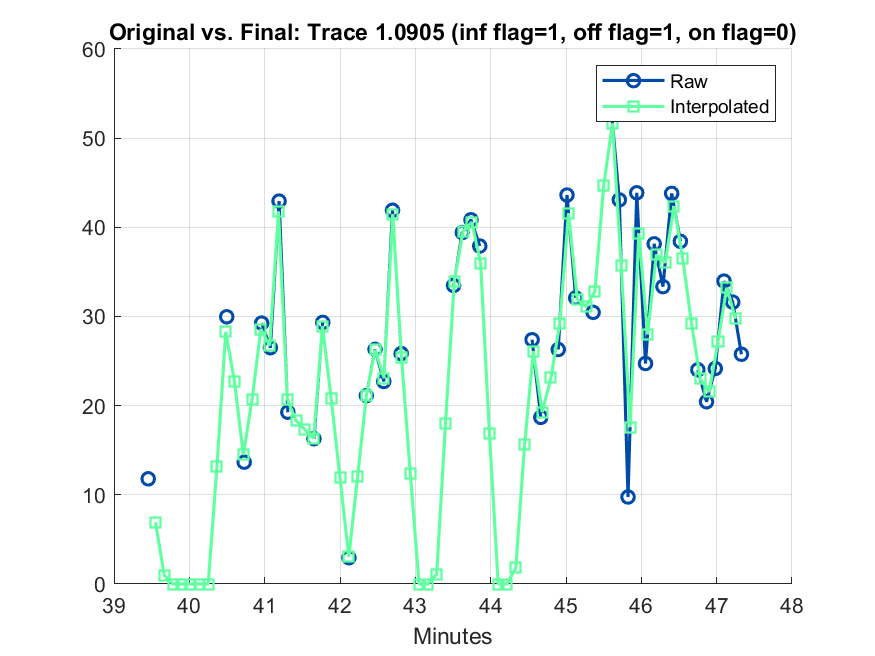 Original vs. Final: Trace 1.0905 (inf flag=1, off flag=1, on flag=0)
60
50
40
30
20
10
0
Raw
Interpolated
39 40 41 42 43 44 45 46 47 48
Minutes